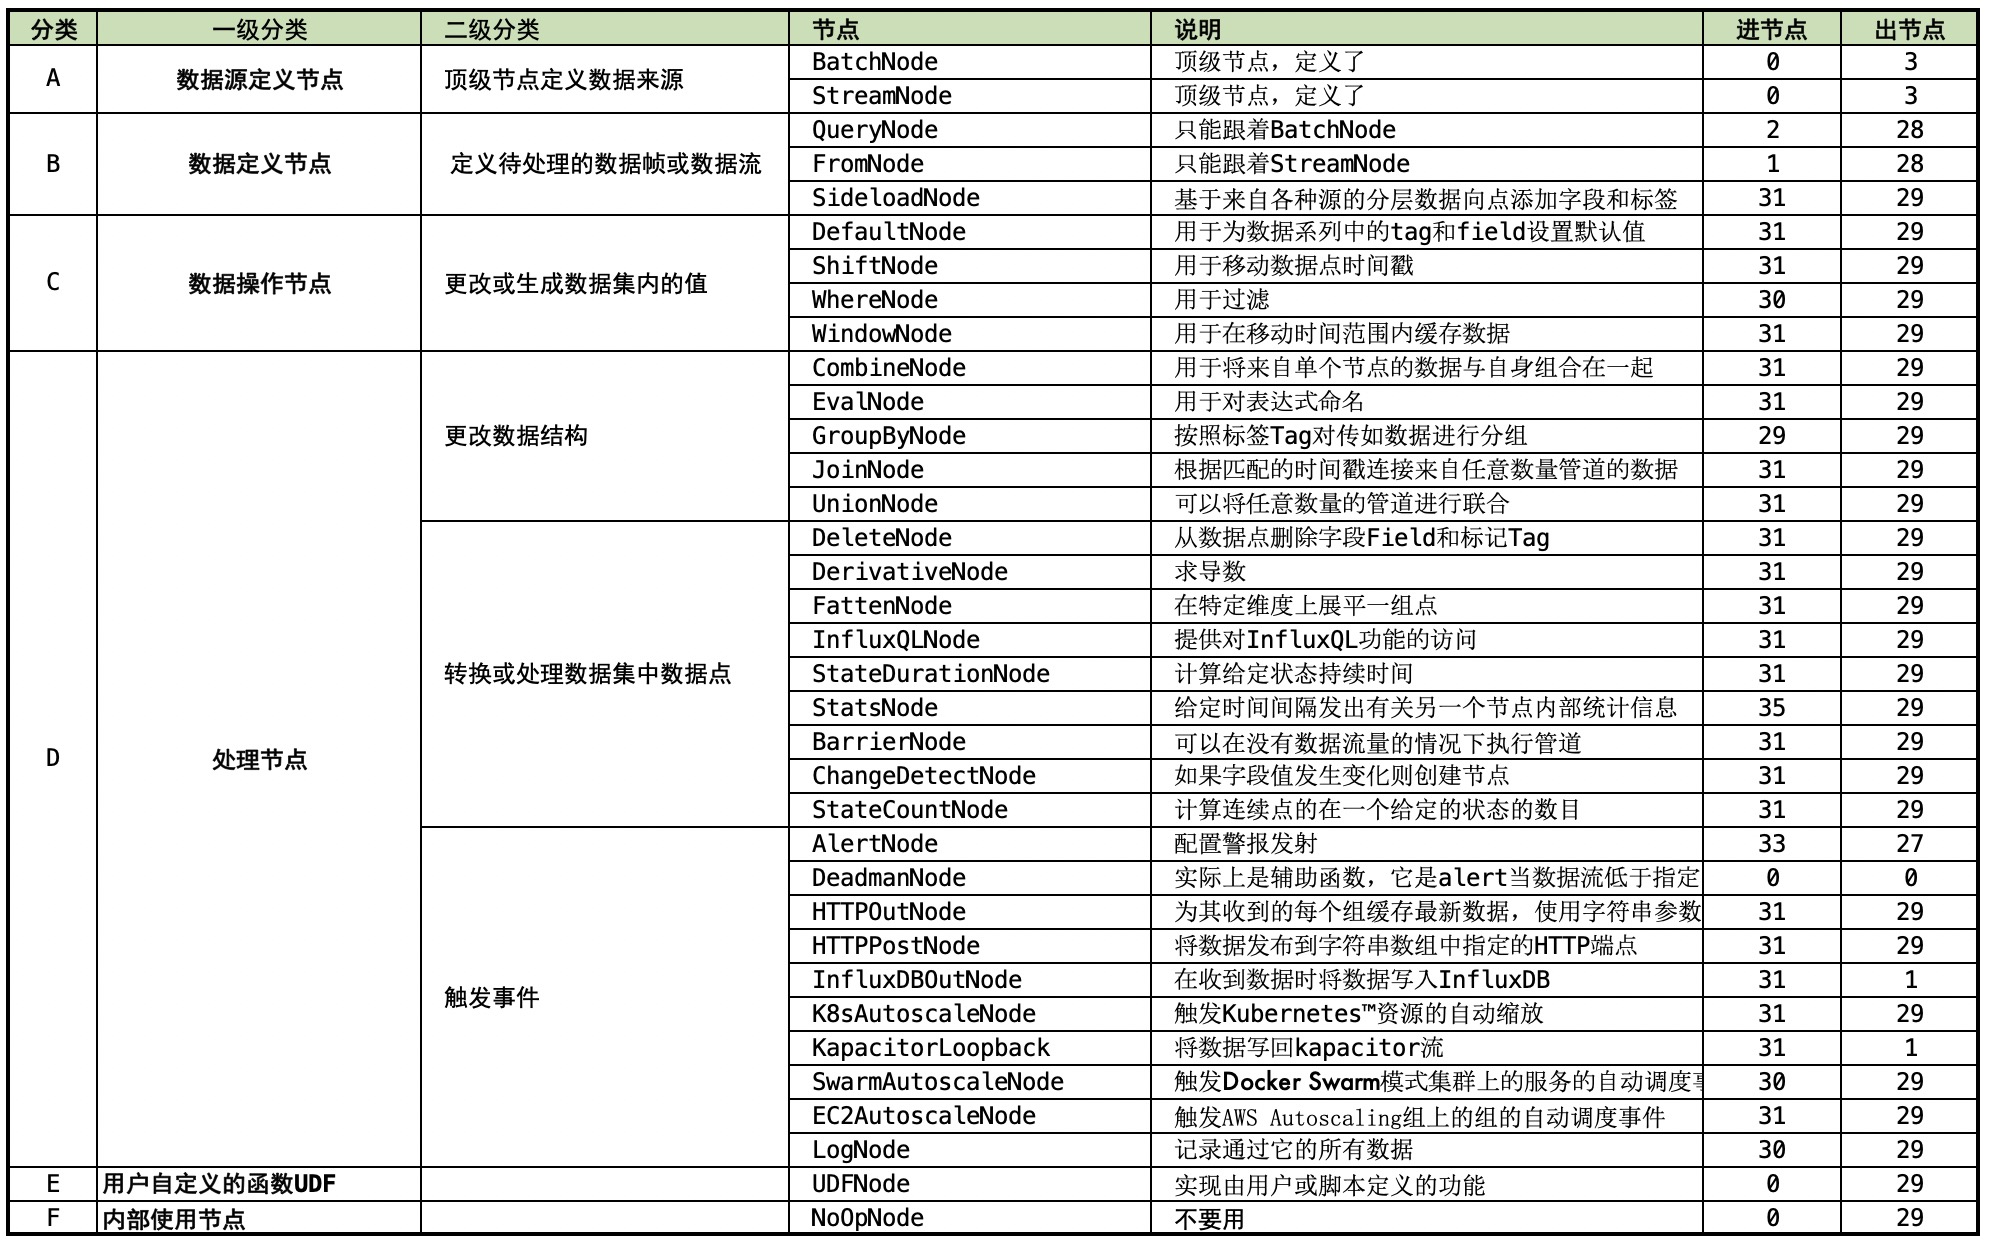 分类 一级分类 二级分类 节点 说明 进节点 出节点
A 数据源定义节点 顶级节点定义数据来源 BatchNode 顶级节点，定义了 0 3
StreamNode 顶级节点，定义了 0 3
B 数据定义节点 定义待处理的数据帧或数据流 QueryNode 只能跟着BatchNode 2 28
FromNode 只能跟着StreamNode 1 28
SideloadNode 基于来自各种源的分层数据向点添加字段和标签 31 29
C 数据操作节点 更改或生成数据集内的值 DefaultNode 用于为数据系列中的tag和field设置默认值 31 29
ShiftNode 用于移动数据点时间戳 31 29
WhereNode 用于过滤 30 29
WindowNode 用于在移动时间范围内缓存数据 31 29
D 处理节点 更改数据结构 CombineNode 用于将来自单个节点的数据与自身组合在一起 31 29
EvalNode 用于对表达式命名 31 29
GroupByNode 按照标签Tag对传如数据进行分组 29 29
JoinNode 根据匹配的时间戳连接来自任意数量管道的数据 31 29
UnionNode 可以将任意数量的管道进行联合 31 29
转换或处理数据集中数据点 DeleteNode 从数据点删除字段Field和标记Tag 31 29
DerivativeNode 求导数 31 29
FattenNode 在特定维度上展平一组点 31 29
InfluxQLNode 提供对InfluxQL功能的访问 31 29
StateDurationNode 计算给定状态持续时间 31 29
StatsNode 给定时间间隔发出有关另一个节点内部统计信息 35 29
BarrierNode 可以在没有数据流量的情况下执行管道 31 29
ChangeDetectNode 如果字段值发生变化则创建节点 31 29
StateCountNode 计算连续点的在一个给定的状态的数目 31 29
触发事件 AlertNode 配置警报发射 33 27
DeadmanNode 实际上是辅助函数，它是alert当数据流低于指定 0 0
HTTPOutNode 为其收到的每个组缓存最新数据，使用字符串参数 31 29
HTTPPostNode 将数据发布到字符串数组中指定的HTTP端点 31 29
InfluxDBOutNode 在收到数据时将数据写入InfluxDB 31 1
K8sAutoscaleNode 触发Kubernetes™资源的自动缩放 31 29
KapacitorLoopback 将数据写回kapacitor流 31 1
SwarmAutoscaleNode 触发Docker Swarm模式集群上的服务的自动调度事 30 29
EC2AutoscaleNode 触发AWS Autoscaling组上的组的自动调度事件 31 29
LogNode 记录通过它的所有数据 30 29
E 用户自定义的函数UDF UDFNode 实现由用户或脚本定义的功能 0 29
F 内部使用节点 NoOpNode 不要用 0 29